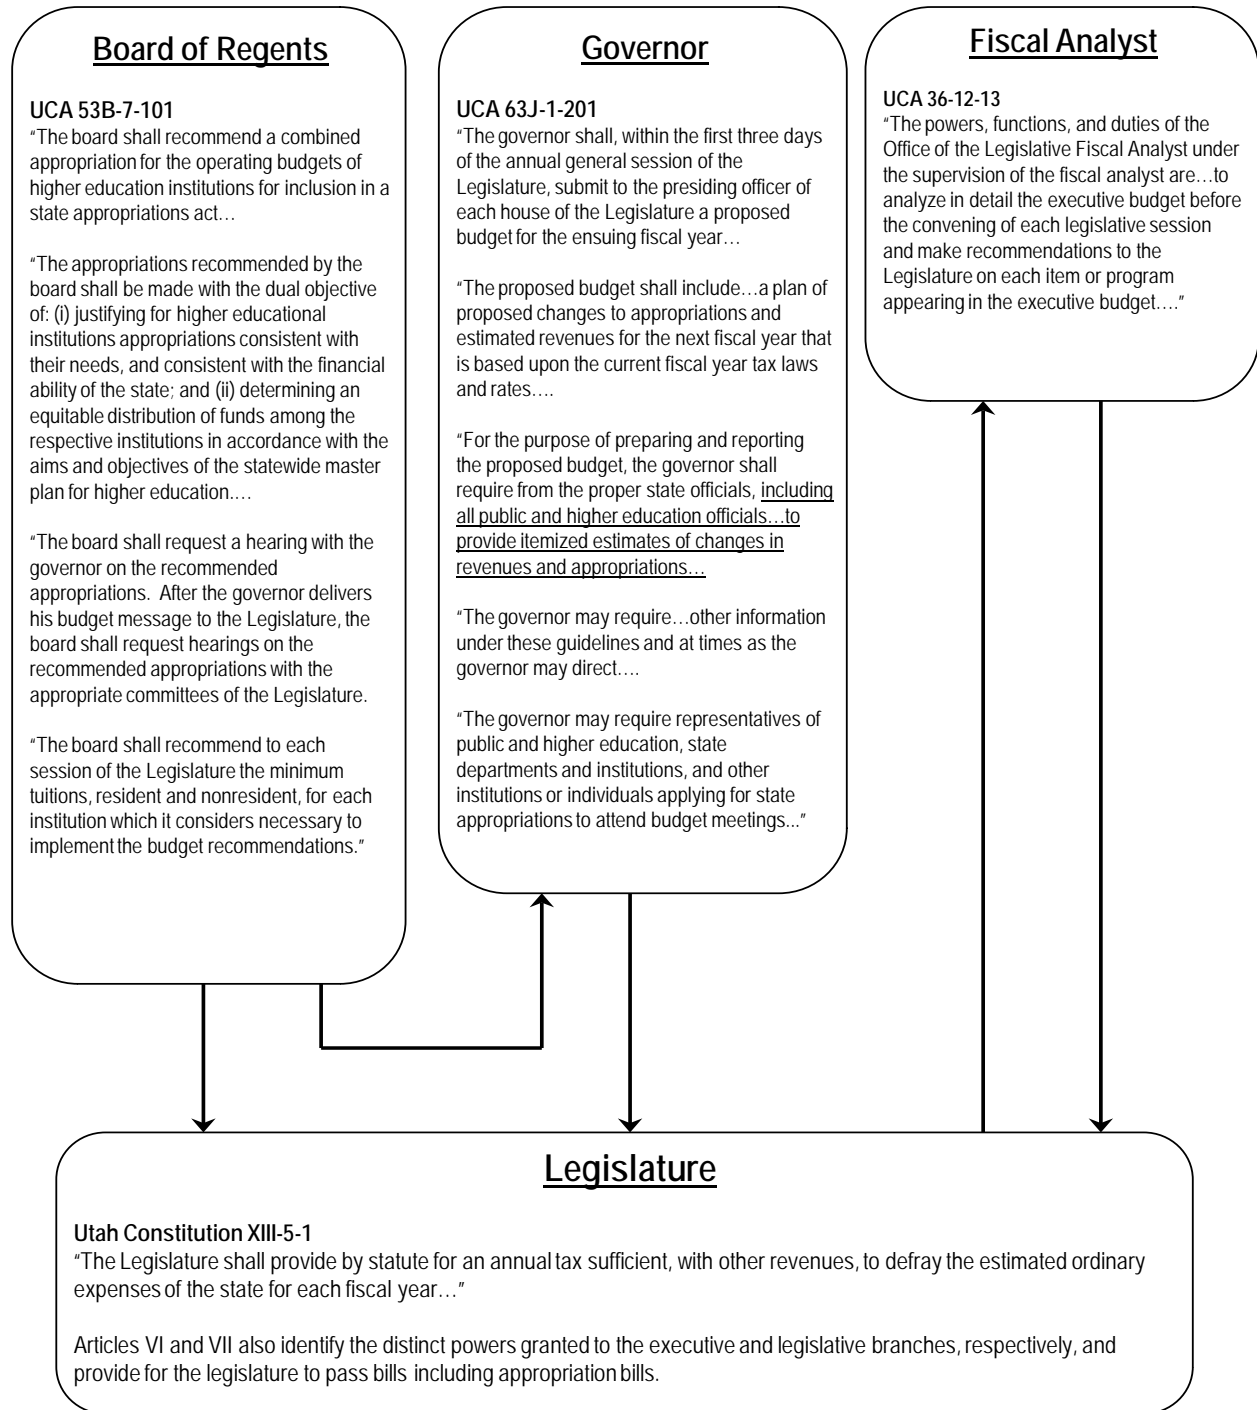 Board of Regents
UCA 53B-7-101
“The board shall recommend a combined
appropriation for the operating budgets of
higher education institutions for inclusion in a
state appropriations act…
“The appropriations recommended by the
board shall be made with the dual objective
of: (i) justifying for higher educational
institutions appropriations consistent with
their needs, and consistent with the financial
ability of the state; and (ii) determining an
equitable distribution of funds among the
respective institutions in accordance with the
aims and objectives of the statewide master
plan for higher education.…
“The board shall request a hearing with the
governor on the recommended
appropriations. After the governor delivers
his budget message to the Legislature, the
board shall request hearings on the
recommended appropriations with the
appropriate committees of the Legislature.
“The board shall recommend to each
session of the Legislature the minimum
tuitions, resident and nonresident, for each
institution which it considers necessary to
implement the budget recommendations.”
Governor
UCA 63J-1-201
“The governor shall, within the first three days
of the annual general session of the
Legislature, submit to the presiding officer of
each house of the Legislature a proposed
budget for the ensuing fiscal year…
“The proposed budget shall include…a plan of
proposed changes to appropriations and
estimated revenues for the next fiscal year that
is based upon the current fiscal year tax laws
and rates….
“For the purpose of preparing and reporting
the proposed budget, the governor shall
require from the proper state officials, including
all public and higher education officials…to
provide itemized estimates of changes in
revenues and appropriations…
“The governor may require…other information
under these guidelines and at times as the
governor may direct….
“The governor may require representatives of
public and higher education, state
departments and institutions, and other
institutions or individuals applying for state
appropriations to attend budget meetings...”
Fiscal Analyst
UCA 36-12-13
“The powers, functions, and duties of the
Office of the Legislative Fiscal Analyst under
the supervision of the fiscal analyst are…to
analyze in detail the executive budget before
the convening of each legislative session
and make recommendations to the
Legislature on each item or program
appearing in the executive budget….”
Legislature
Utah Constitution XIII-5-1
“The Legislature shall provide by statute for an annual tax sufficient, with other revenues, to defray the estimated ordinary
expenses of the state for each fiscal year…”
Articles VI and VII also identify the distinct powers granted to the executive and legislative branches, respectively, and
provide for the legislature to pass bills including appropriation bills.